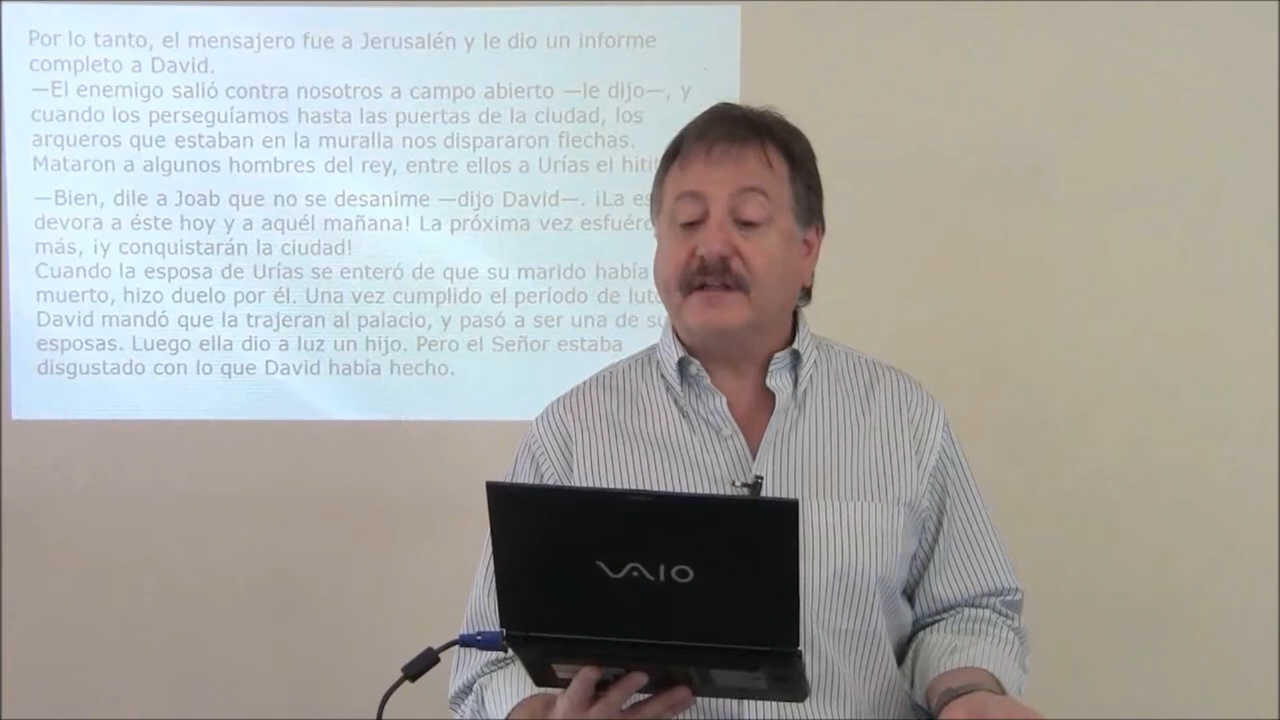 Por lo tanto, el mensajero fue a Jerusalén y le dio un informe
completo a David.
—El enemigo salió contra nosotros a campo abierto —le dijo—, y
cuando los perseguíamos hasta las puertas de la ciudad, los
arqueros que estaban en la muralla nos dispararon flechas.
Mataron a algunos hombres del rey, entre ellos a Urías el
—Bien, dile a Joab que no se desanime —dijo David—. ¡La
devora a éste hoy y a aquél mañana! La próxima vez
más, ¡y conquistarán la ciudad!
Cuando la esposa de Urías se enteró de que su marido había
muerto, hizo duelo por él. Una vez cumplido el período de
David mandó que la trajeran al palacio, y pasó a ser una de
esposas. Luego ella dio a luz un hijo. Pero el Señor estaba
disgustado con lo que David había hecho.
VAIO